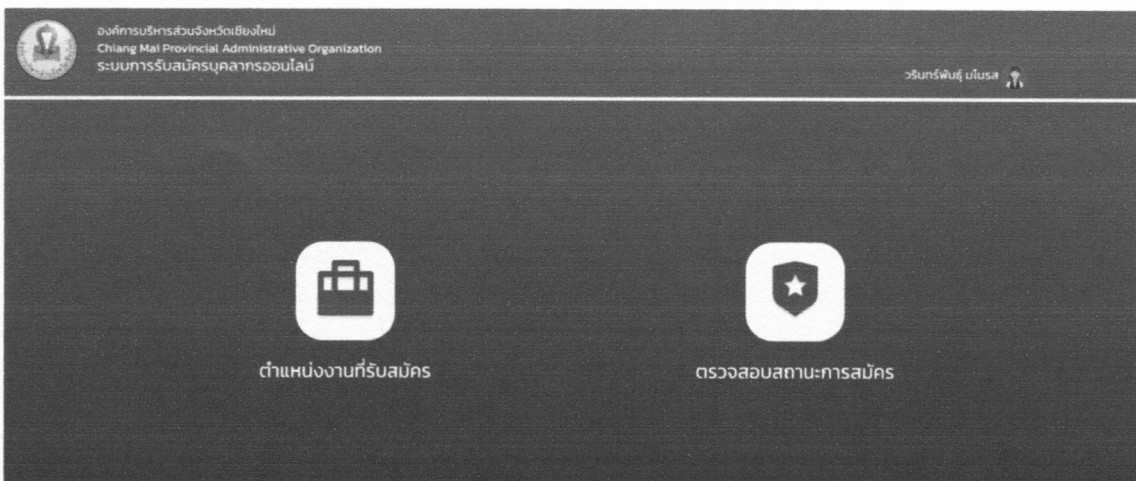 องค์การบริหารส่วนจังหวัดเชียงใหม่
Chiang Mai Provincial Administrative Organization
ระบบการรับสมัครบุคลากรออนไลน์
วรินทร์พันธุ์ มโนรส
ตำแหน่งงานที่รับสมัคร
ตรวจสอบสถานะการสมัคร